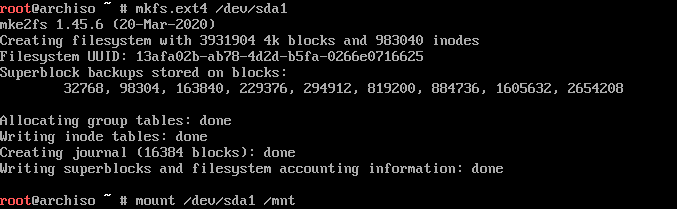 root@archiso ~ # mkfs.ext4 /dev/sda1
mke2fs 1.45.6 (20-Mar-2020)
Creating filesystem with 3931904 4k blocks and 983040 inodes
Filesystem UUID: 13afa02b-ab78-4d2d-b5fa-0266e0716625
Superblock backups stored on blocks:
        32768, 98304, 163840, 229376, 294912, 819200, 884736, 1605632, 2654208

Allocating group tables: done
Writing inode tables: done
Creating journal (16384 blocks): done
Writing superblocks and filesystem accounting information: done

root@archiso ~ # mount /dev/sda1 /mnt